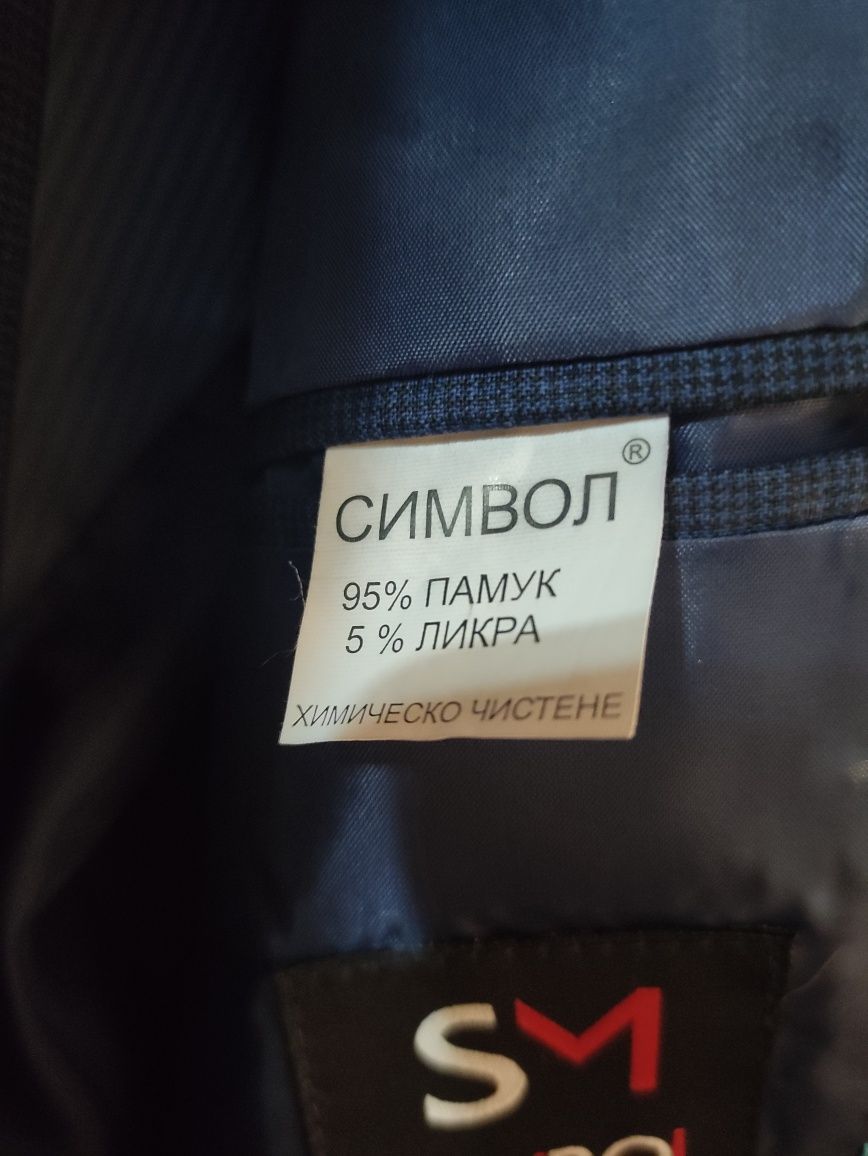 СИМВОЛ®
95% ПАМУК
5 % ЛИКРА
ХИМИЧЕСКО ЧИСТЕНЕ
SM